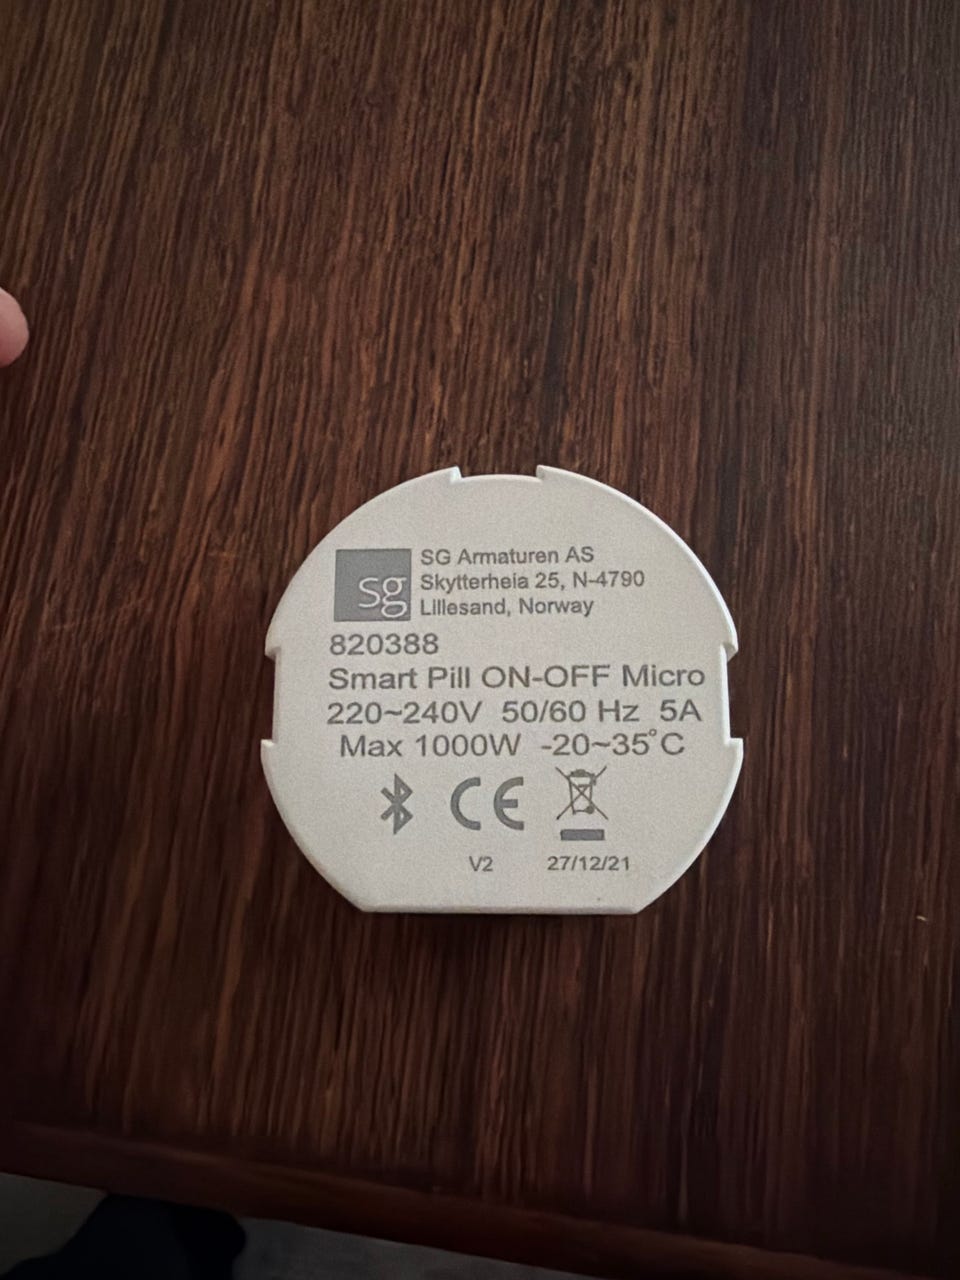 sg
SG Armaturen AS
Skytterheia 25, N-4790
Lillesand, Norway
820388
Smart Pill ON-OFF Micro
220~240V 50/60 Hz 5A
Max 1000W -20~35°C
CE
V2 27/12/21